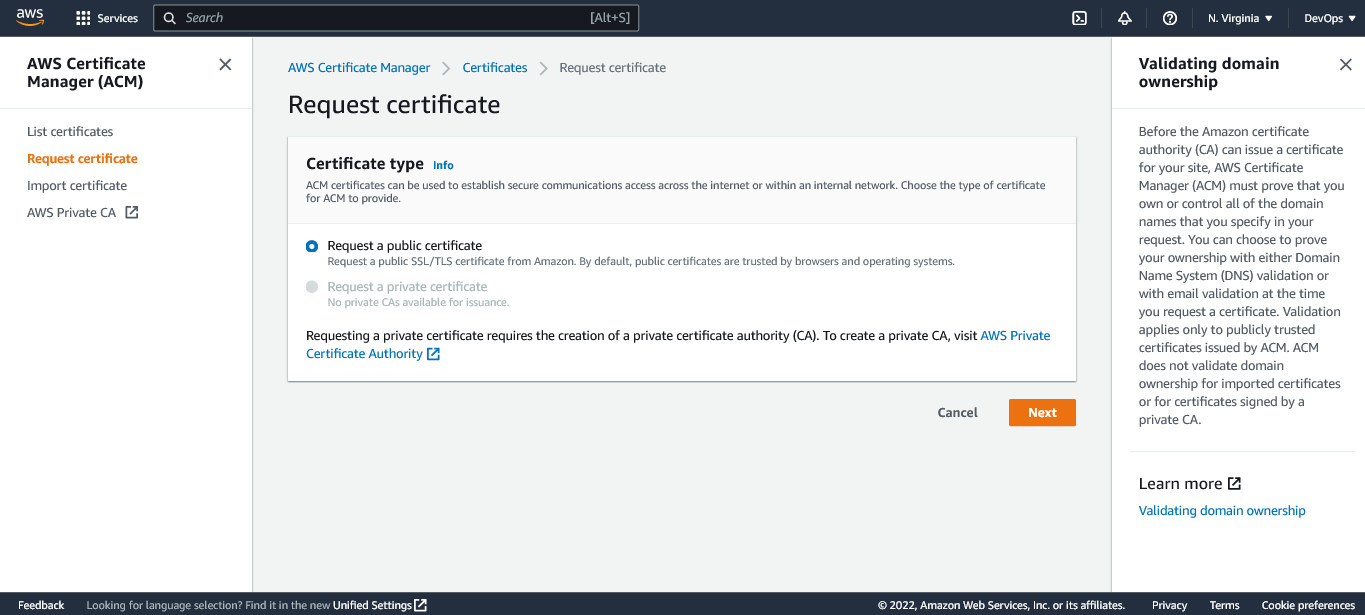 aws
Services
Search
[Alt+S]
N. Virginia
DevOps
AWS Certificate
Manager (ACM)
List certificates
Request certificate
Import certificate
AWS Private CA
AWS Certificate Manager
Certificates
Request certificate
Request certificate
Certificate type Info
ACM certificates can be used to establish secure communications access across the internet or within an internal network. Choose the type of certificate
for ACM to provide.
Request a public certificate
Request a public SSL/TLS certificate from Amazon. By default, public certificates are trusted by browsers and operating systems.
Request a private certificate
No private CAs available for issuance.
Requesting a private certificate requires the creation of a private certificate authority (CA). To create a private CA, visit AWS Private
Certificate Authority
Cancel
Next
Validating domain
ownership
Before the Amazon certificate
authority (CA) can issue a certificate
for your site, AWS Certificate
Manager (ACM) must prove that you
own or control all of the domain
names that you specify in your
request. You can choose to prove
your ownership with either Domain
Name System (DNS) validation or
with email validation at the time
you request a certificate. Validation
applies only to publicly trusted
certificates issued by ACM. ACM
does not validate domain
ownership for imported certificates
or for certificates signed by a
private CA.
Learn more
Validating domain ownership
Feedback
Looking for language selection? Find it in the new Unified Settings
© 2022, Amazon Web Services, Inc. or its affiliates.
Privacy
Terms
Cookie preferences